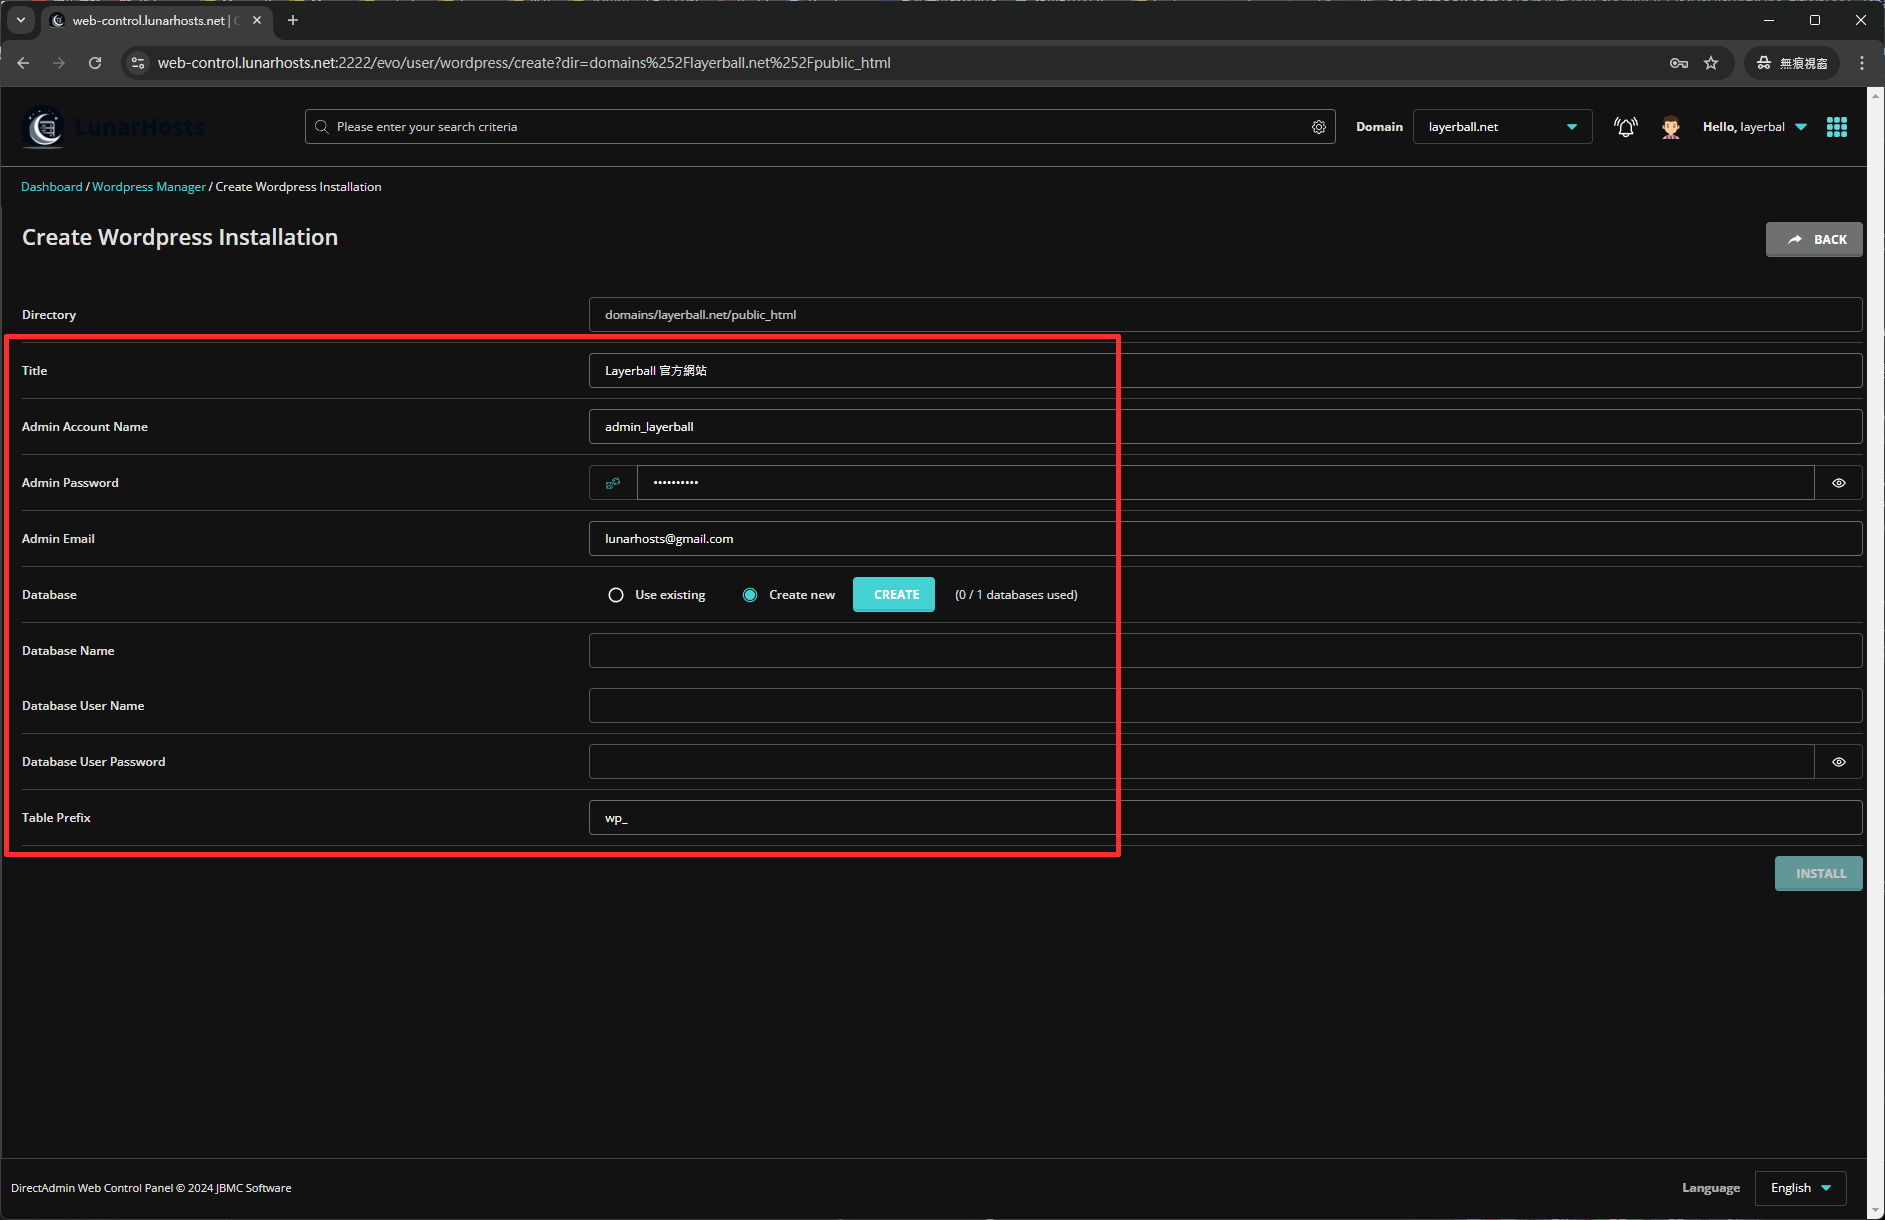 web-control.lunarhosts.net |
web-control.lunarhosts.net:2222/evo/user/wordpress/create?dir=domains%252Flayerball.net%252Fpublic_html
無痕視窗
LunarHosts
Please enter your search criteria
Domain
layerball.net
Hello, layerbal
Dashboard / Wordpress Manager / Create Wordpress Installation
Create Wordpress Installation
BACK
Directory
domains/layerball.net/public_html
Title
Layerball 官方網站
Admin Account Name
admin_layerball
Admin Password
••••••••••
Admin Email
lunarhosts@gmail.com
Database
Use existing
Create new
CREATE
(0 / 1 databases used)
Database Name
Database User Name
Database User Password
Table Prefix
wp_
INSTALL
DirectAdmin Web Control Panel © 2024 JBMC Software
Language
English